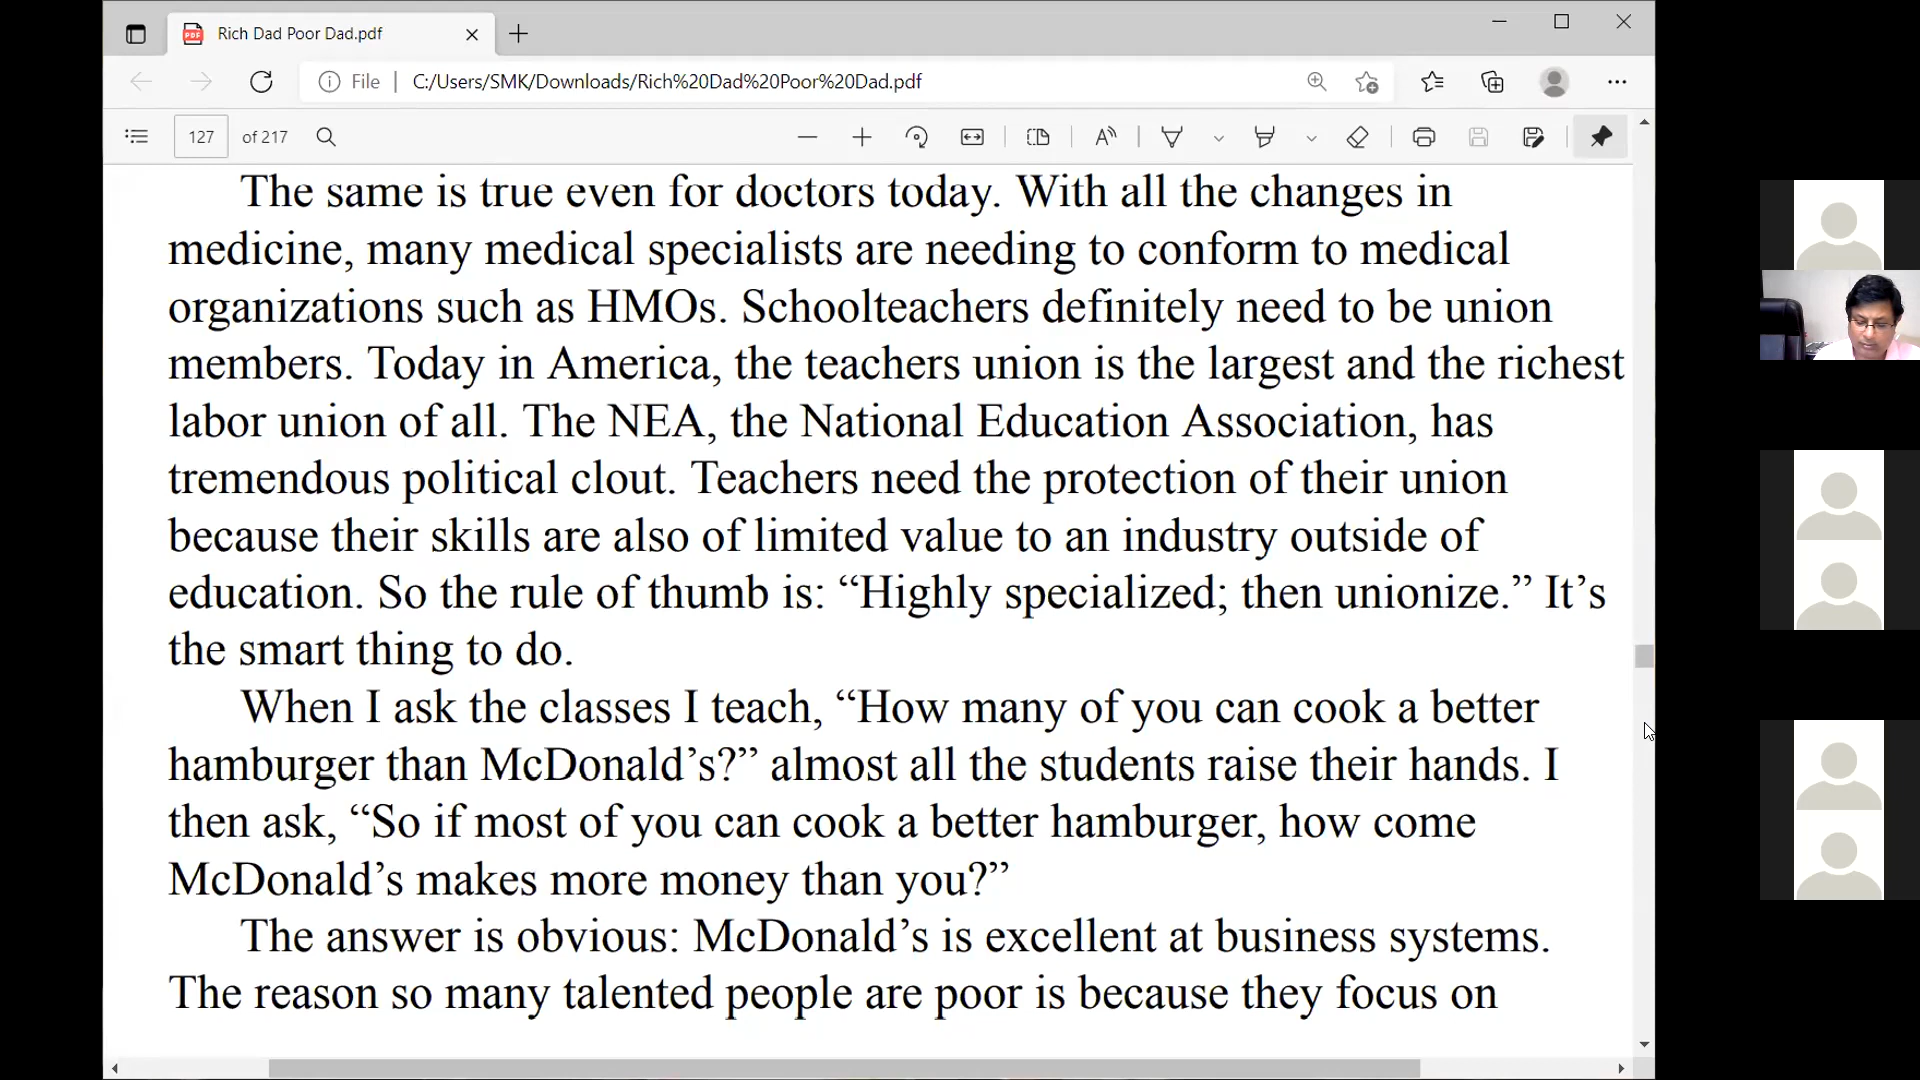 Rich Dad Poor Dad.pdf
File
C:/Users/SMK/Downloads/Rich%20Dad%20Poor%20Dad.pdf
127 of 217
The same is true even for doctors today. With all the changes in
medicine, many medical specialists are needing to conform to medical
organizations such as HMOs. Schoolteachers definitely need to be union
members. Today in America, the teachers union is the largest and the richest
labor union of all. The NEA, the National Education Association, has
tremendous political clout. Teachers need the protection of their union
because their skills are also of limited value to an industry outside of
education. So the rule of thumb is: “Highly specialized; then unionize.” It’s
the smart thing to do.
When I ask the classes I teach, “How many of you can cook a better
hamburger than McDonald’s?” almost all the students raise their hands. I
then ask, “So if most of you can cook a better hamburger, how come
McDonald’s makes more money than you?”
The answer is obvious: McDonald’s is excellent at business systems.
The reason so many talented people are poor is because they focus on